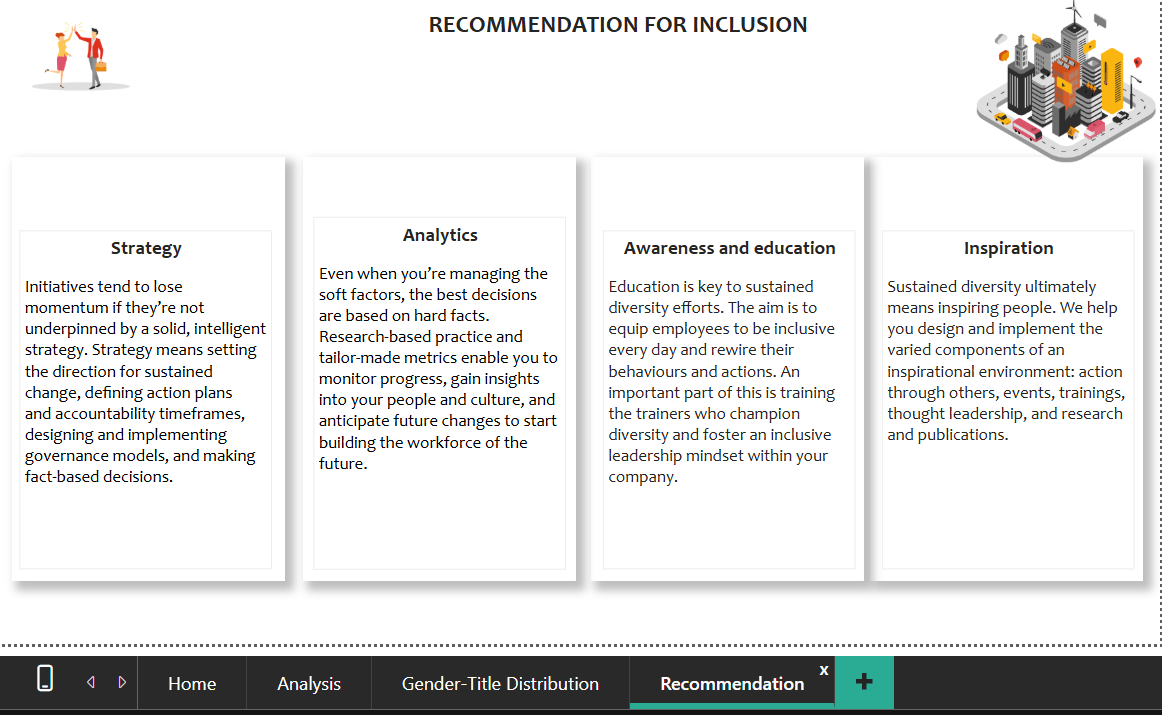 RECOMMENDATION FOR INCLUSION
Strategy
Initiatives tend to lose
momentum if they’re not
underpinned by a solid, intelligent
strategy. Strategy means setting
the direction for sustained
change, defining action plans
and accountability timeframes,
designing and implementing
governance models, and making
fact-based decisions.
Analytics
Even when you’re managing the
soft factors, the best decisions
are based on hard facts.
Research-based practice and
tailor-made metrics enable you to
monitor progress, gain insights
into your people and culture, and
anticipate future changes to start
building the workforce of the
future.
Awareness and education
Education is key to sustained
diversity efforts. The aim is to
equip employees to be inclusive
every day and rewire their
behaviours and actions. An
important part of this is training
the trainers who champion
diversity and foster an inclusive
leadership mindset within your
company.
Inspiration
Sustained diversity ultimately
means inspiring people. We help
you design and implement the
varied components of an
inspirational environment: action
through others, events, trainings,
thought leadership, and research
and publications.
Home
Analysis
Gender-Title Distribution
Recommendation
x
+